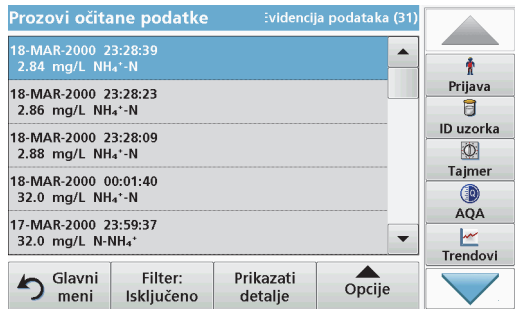 Prozovi očitane podatke
Evidencija podataka (31)
18-MAR-2000 23:28:39
2.84 mg/L NH₄⁺-N
18-MAR-2000 23:28:23
2.86 mg/L NH₄⁺-N
18-MAR-2000 23:28:09
2.88 mg/L NH₄⁺-N
18-MAR-2000 00:01:40
32.0 mg/L NH₄⁺-N
17-MAR-2000 23:59:37
32.0 mg/L N-NH₄⁺
Glavni
meni
Filter:
Isključeno
Prikazati
detalje
Opcije
Prijava
ID uzorka
Tajmer
AQA
Trendovi